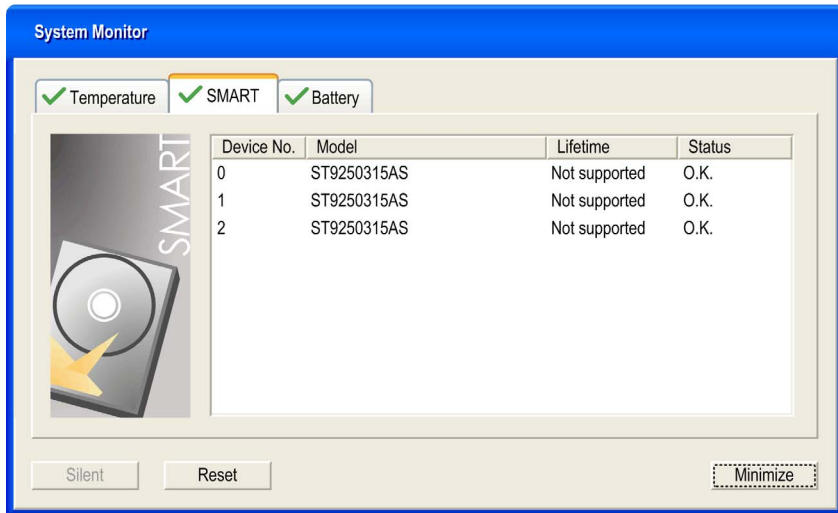 System Monitor
Temperature SMART Battery
SMART
Device No. Model Lifetime Status
0 ST9250315AS Not supported O.K.
1 ST9250315AS Not supported O.K.
2 ST9250315AS Not supported O.K.
Silent Reset Minimize